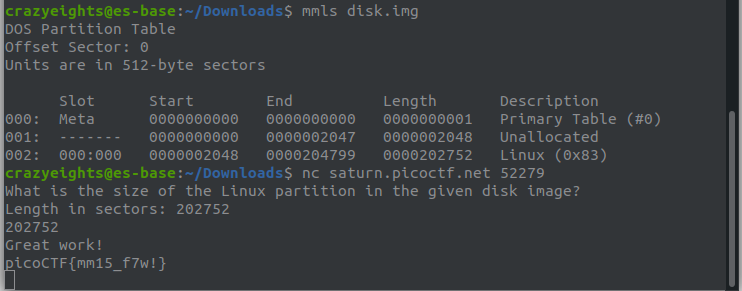 crazyeights@es-base:~/Downloads$ mmls disk.img
DOS Partition Table
Offset Sector: 0
Units are in 512-byte sectors
Slot Start End Length Description
000: Meta 0000000000 0000000000 0000000001 Primary Table (#0)
001: ------- 0000000000 0000002047 0000002048 Unallocated
002: 000:000 0000002048 0000204799 0000202752 Linux (0x83)
crazyeights@es-base:~/Downloads$ nc saturn.picoctf.net 52279
What is the size of the Linux partition in the given disk image?
Length in sectors: 202752
202752
Great work!
picoCTF{mm15_f7w!}